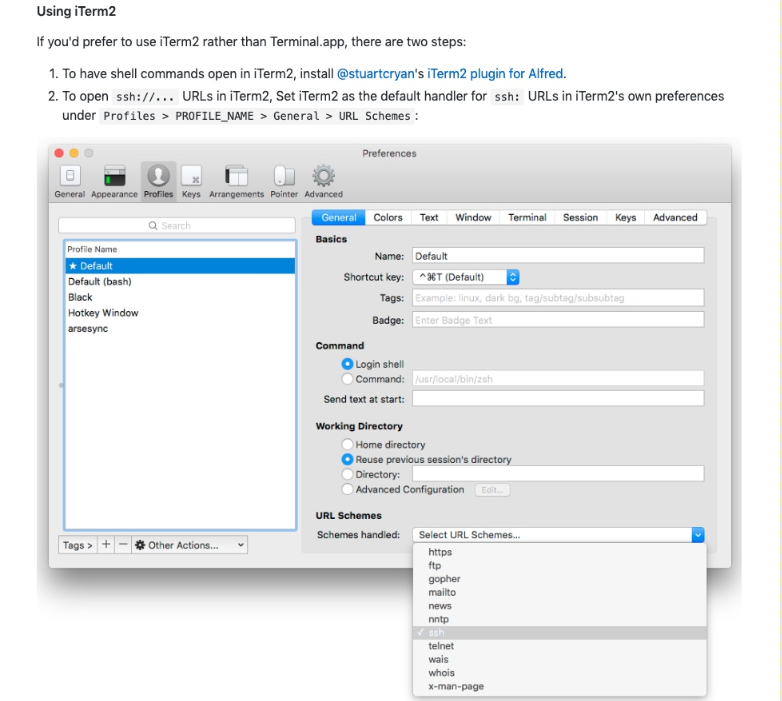 Using iTerm2
If you'd prefer to use iTerm2 rather than Terminal.app, there are two steps:
1. To have shell commands open in iTerm2, install @stuartcryan's iTerm2 plugin for Alfred.
2. To open ssh://... URLs in iTerm2, Set iTerm2 as the default handler for ssh: URLs in iTerm2's own preferences
under Profiles > PROFILE_NAME > General > URL Schemes :
Preferences
General Appearance Profiles Keys Arrangements Pointer Advanced
Search
Profile Name
★ Default
Default (bash)
Black
Hotkey Window
arsesync
Tags > + − Other Actions...
General Colors Text Window Terminal Session Keys Advanced
Basics
Name: Default
Shortcut key: ^⌘T (Default)
Tags: Example: linux, dark bg, tag/subtag/subsubtag
Badge: Enter Badge Text
Command
Login shell
Command: /usr/local/bin/zsh
Send text at start:
Working Directory
Home directory
Reuse previous session's directory
Directory:
Advanced Configuration Edit...
URL Schemes
Schemes handled: Select URL Schemes...
https
ftp
gopher
mailto
news
nntp
✓ ssh
telnet
wais
whois
x-man-page